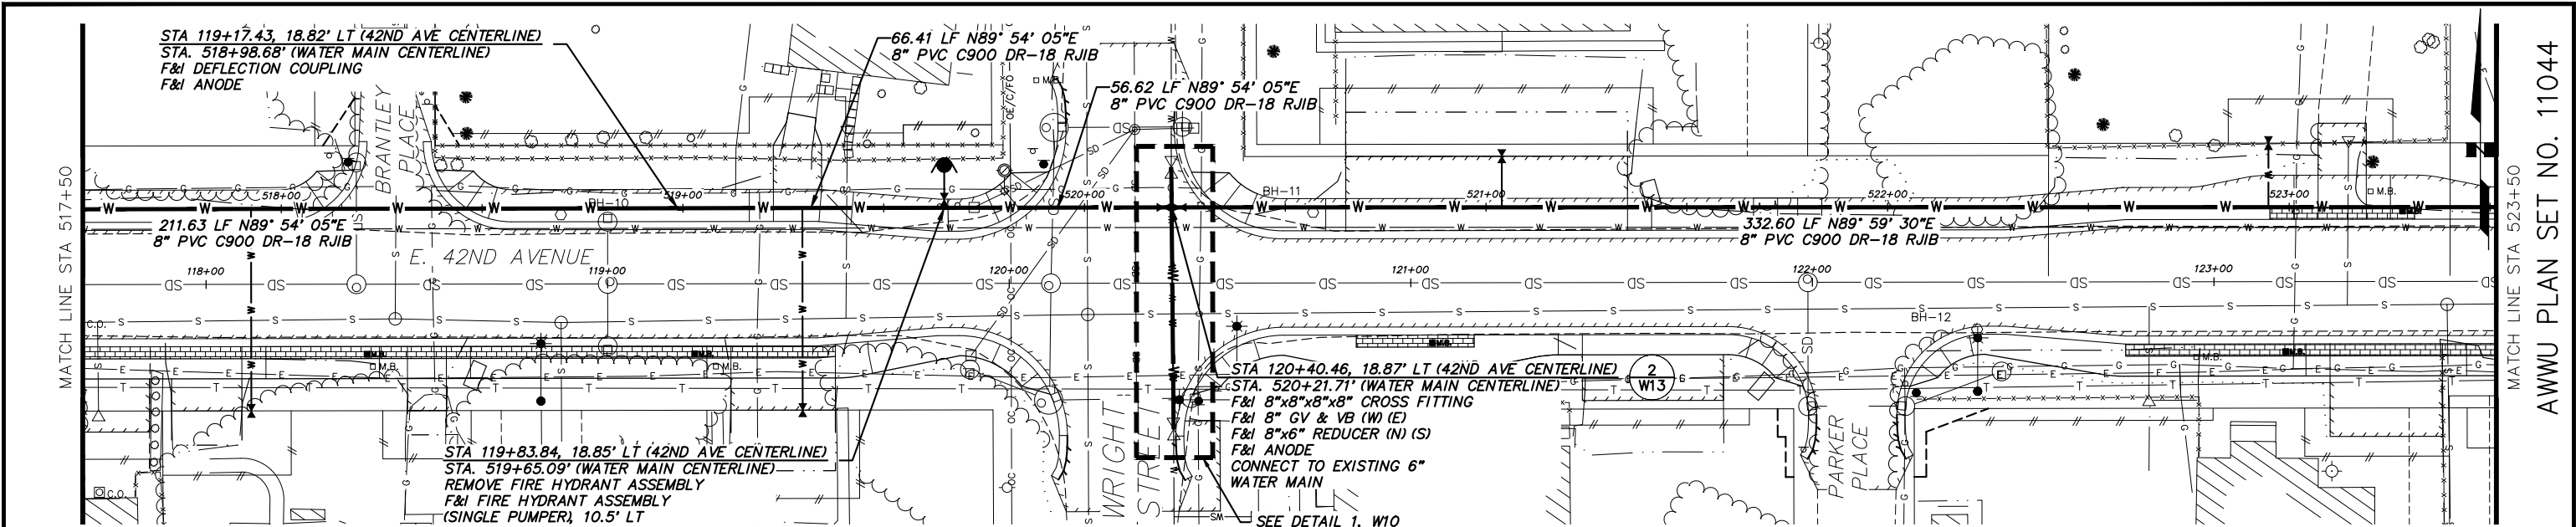 STA 119+17.43, 18.82' LT (42ND AVE CENTERLINE)
STA. 518+98.68' (WATER MAIN CENTERLINE)
F&I DEFLECTION COUPLING
F&I ANODE
66.41 LF N89° 54' 05"E
8" PVC C900 DR-18 RJIB
56.62 LF N89° 54' 05"E
8" PVC C900 DR-18 RJIB
BRANTLEY
PLACE
OE/C/FO
M.B.
MATCH LINE STA 517+50
518+00
BH-10
519+00
520+00
BH-11
521+00
522+00
523+00
M.B.
211.63 LF N89° 54' 05"E
8" PVC C900 DR-18 RJIB
332.60 LF N89° 59' 30"E
8" PVC C900 DR-18 RJIB
E. 42ND AVENUE
118+00
119+00
120+00
121+00
122+00
123+00
BH-12
C.O.
M.B.
M.B.
M.B.
M.B.
M.B.
M.B.
M.B.
STA 120+40.46, 18.87' LT (42ND AVE CENTERLINE)
STA. 520+21.71' (WATER MAIN CENTERLINE)
F&I 8"x8"x8"x8" CROSS FITTING
F&I 8" GV & VB (W) (E)
F&I 8"x6" REDUCER (N) (S)
F&I ANODE
CONNECT TO EXISTING 6"
WATER MAIN
2
W13
STA 119+83.84, 18.85' LT (42ND AVE CENTERLINE)
STA. 519+65.09' (WATER MAIN CENTERLINE)
REMOVE FIRE HYDRANT ASSEMBLY
F&I FIRE HYDRANT ASSEMBLY
(SINGLE PUMPER), 10.5' LT
WRIGHT
STREET
PARKER
PLACE
C.O.
SEE DETAIL 1, W10
MATCH LINE STA 523+50
AWWU PLAN SET NO. 11044